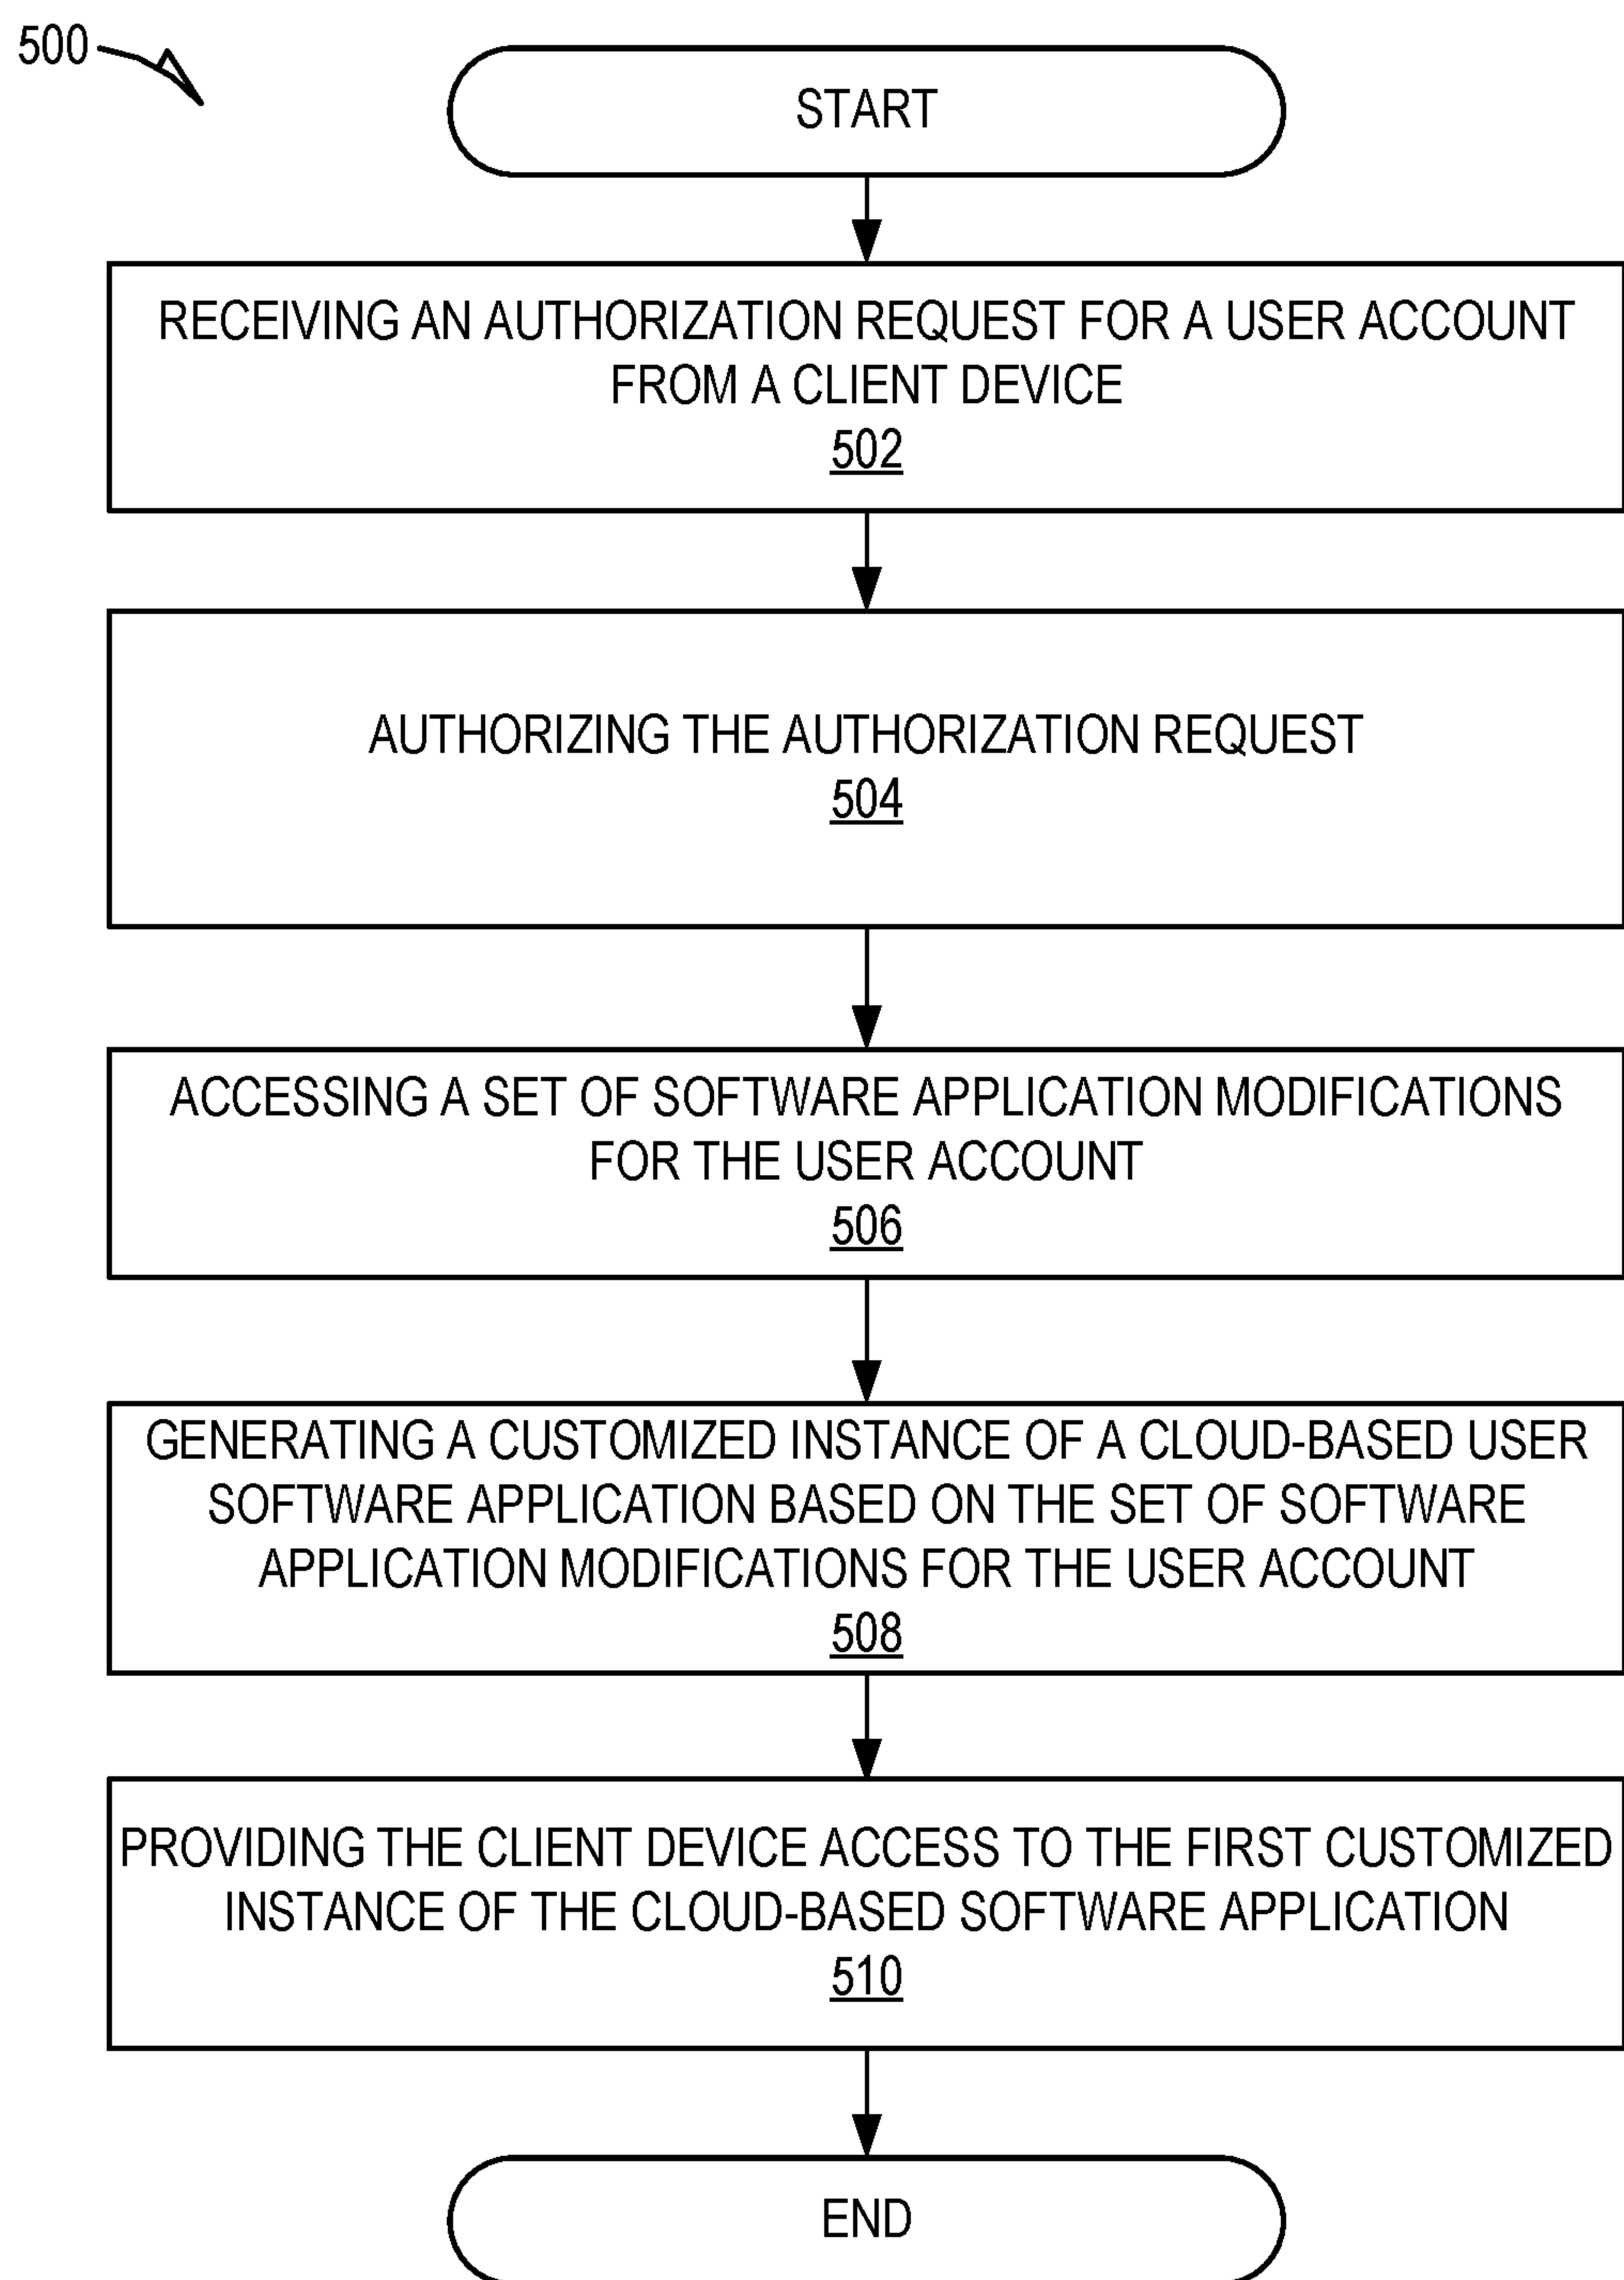 500
START
RECEIVING AN AUTHORIZATION REQUEST FOR A USER ACCOUNT
FROM A CLIENT DEVICE
502
AUTHORIZING THE AUTHORIZATION REQUEST
504
ACCESSING A SET OF SOFTWARE APPLICATION MODIFICATIONS
FOR THE USER ACCOUNT
506
GENERATING A CUSTOMIZED INSTANCE OF A CLOUD-BASED USER
SOFTWARE APPLICATION BASED ON THE SET OF SOFTWARE
APPLICATION MODIFICATIONS FOR THE USER ACCOUNT
508
PROVIDING THE CLIENT DEVICE ACCESS TO THE FIRST CUSTOMIZED
INSTANCE OF THE CLOUD-BASED SOFTWARE APPLICATION
510
END